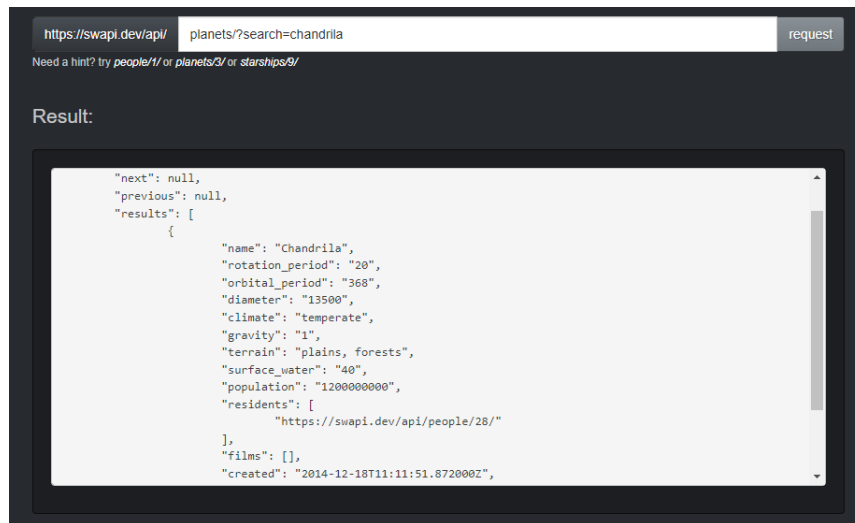 https://swapi.dev/api/ planets/?search=chandrila request
Need a hint? try people/1/ or planets/3/ or starships/9/
Result:
"next": null,
"previous": null,
"results": [
{
"name": "Chandrila",
"rotation_period": "20",
"orbital_period": "368",
"diameter": "13500",
"climate": "temperate",
"gravity": "1",
"terrain": "plains, forests",
"surface_water": "40",
"population": "1200000000",
"residents": [
"https://swapi.dev/api/people/28/"
],
"films": [],
"created": "2014-12-18T11:11:51.872000Z",